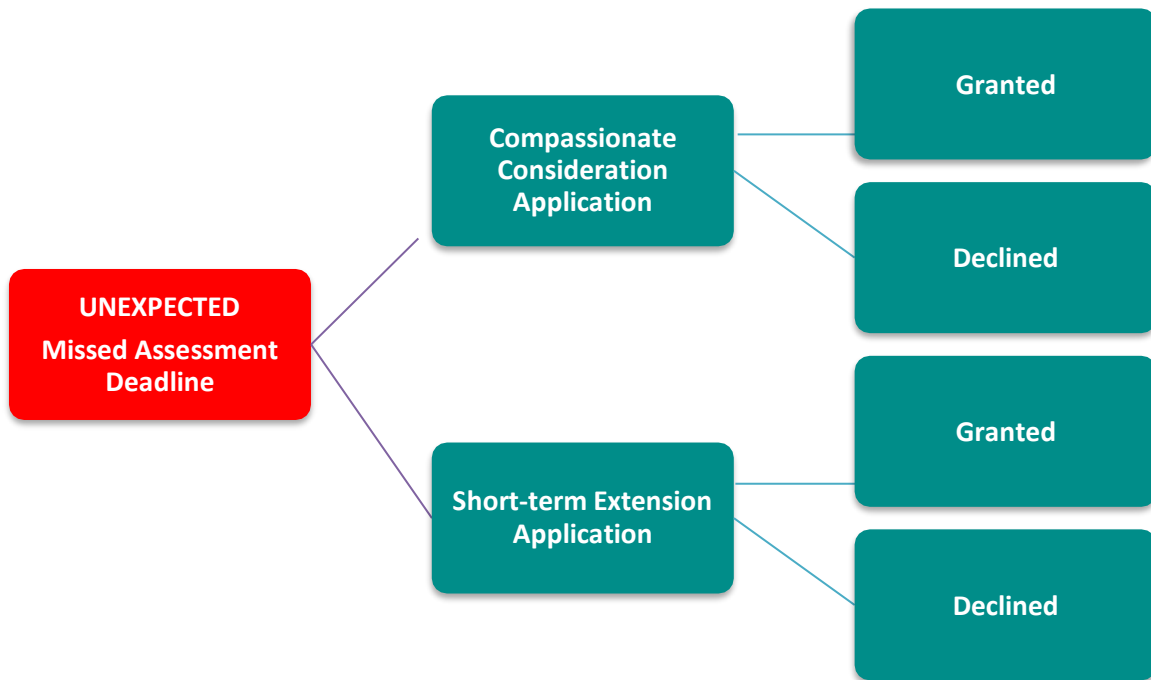 UNEXPECTED
Missed Assessment
Deadline
Compassionate
Consideration
Application
Granted
Declined
Short-term Extension
Application
Granted
Declined